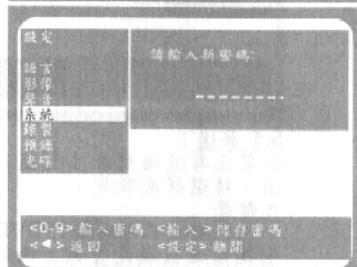 設定
請輸入新密碼:
語言
影像
聲音
系統
錄製
預錄
光碟
<0-9> 輸入密碼 <輸入> 儲存密碼
<◀> 返回 <設定> 離開